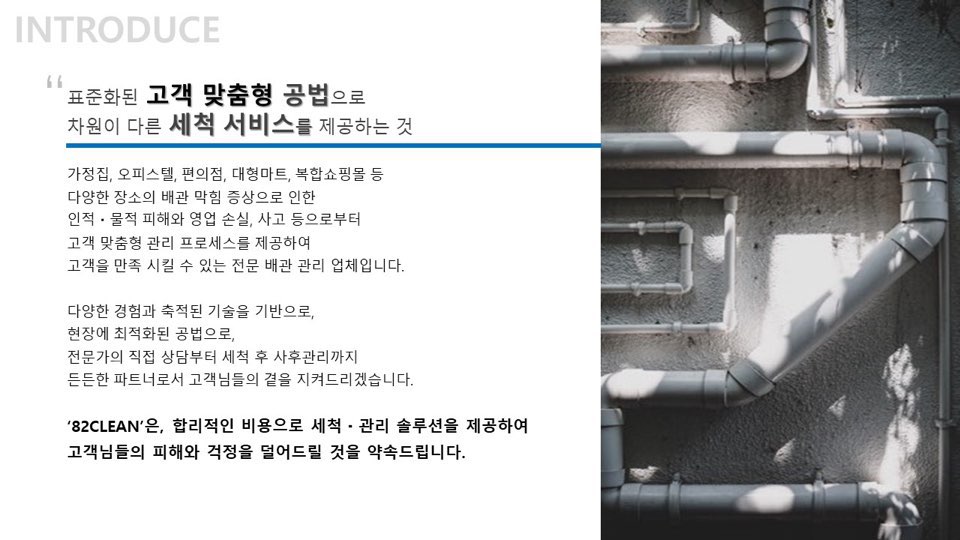 INTRODUCE
“
표준화된 고객 맞춤형 공법으로
차원이 다른 세척 서비스를 제공하는 것
가정집, 오피스텔, 편의점, 대형마트, 복합쇼핑몰 등
다양한 장소의 배관 막힘 증상으로 인한
인적・물적 피해와 영업 손실, 사고 등으로부터
고객 맞춤형 관리 프로세스를 제공하여
고객을 만족 시킬 수 있는 전문 배관 관리 업체입니다.
다양한 경험과 축적된 기술을 기반으로,
현장에 최적화된 공법으로,
전문가의 직접 상담부터 세척 후 사후관리까지
든든한 파트너로서 고객님들의 곁을 지켜드리겠습니다.
‘82CLEAN’은, 합리적인 비용으로 세척・관리 솔루션을 제공하여
고객님들의 피해와 걱정을 덜어드릴 것을 약속드립니다.